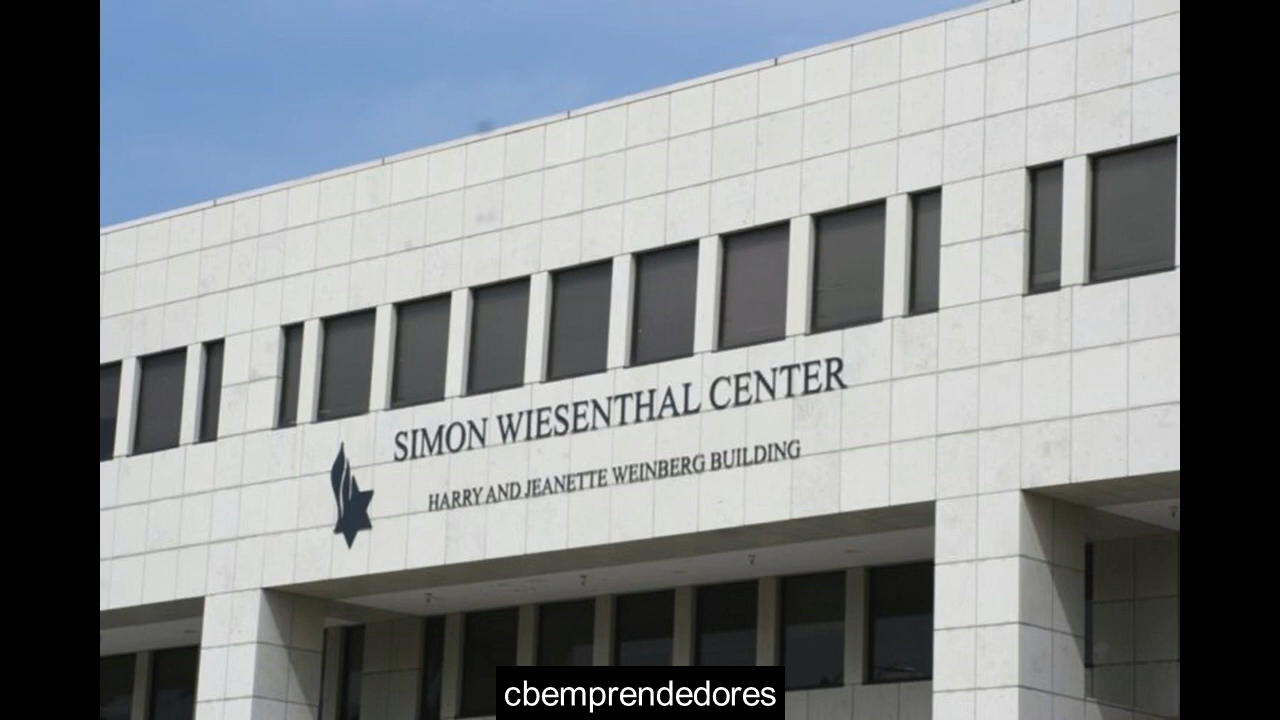 SIMON WIESENTHAL CENTER
HARRY AND JEANETTE WEINBERG BUILDING
cbemprendedores